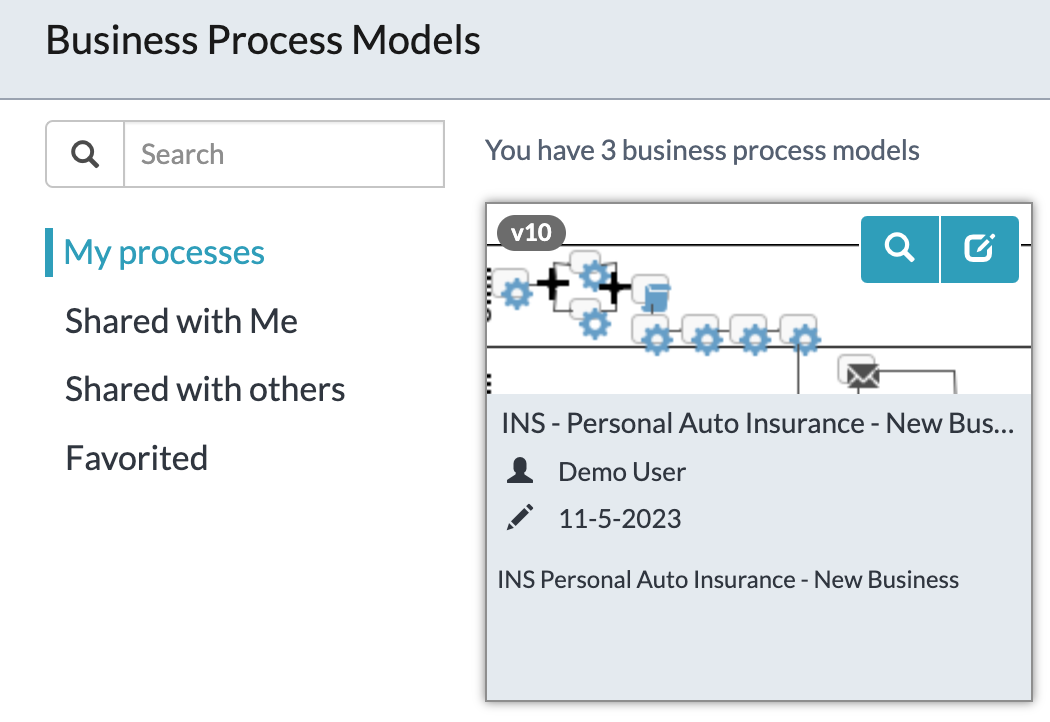 Business Process Models
Search
You have 3 business process models
My processes
Shared with Me
Shared with others
Favorited
v10
INS - Personal Auto Insurance - New Bus...
Demo User
11-5-2023
INS Personal Auto Insurance - New Business